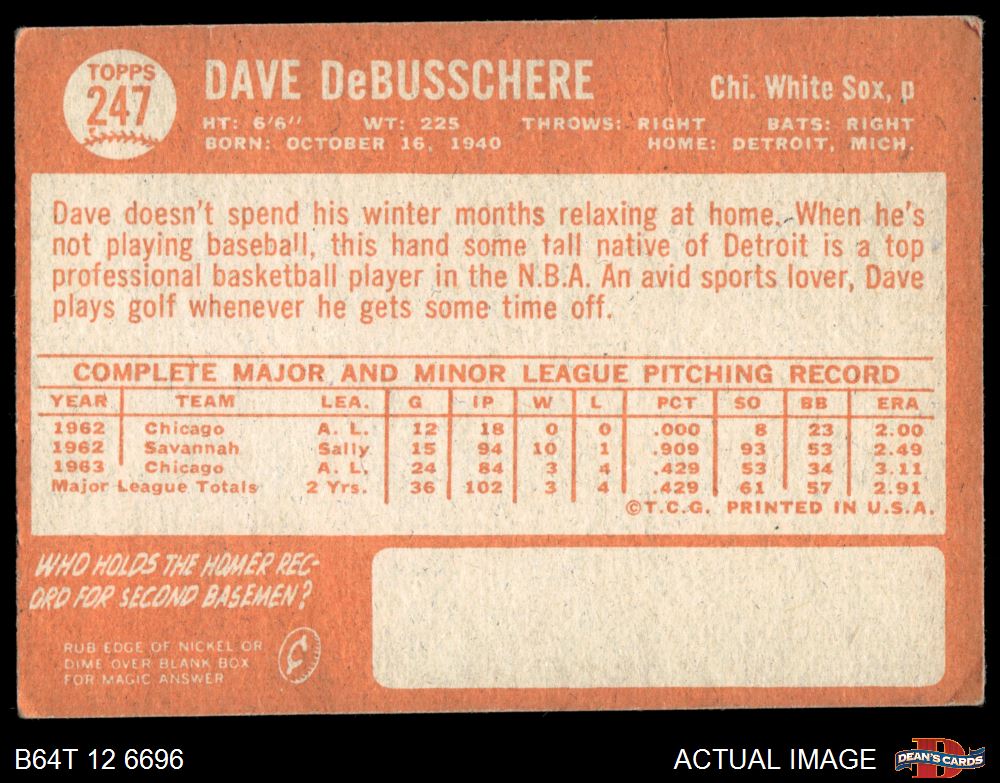 TOPPS
247
DAVE DeBUSSCHERE
Chi. White Sox, p
HT: 6'6" WT: 225 THROWS: RIGHT BATS: RIGHT
BORN: OCTOBER 16, 1940 HOME: DETROIT, MICH.
Dave doesn't spend his winter months relaxing at home. When he's
not playing baseball, this hand some tall native of Detroit is a top
professional basketball player in the N.B.A. An avid sports lover, Dave
plays golf whenever he gets some time off.
COMPLETE MAJOR AND MINOR LEAGUE PITCHING RECORD
YEAR TEAM LEA. G IP W L PCT SO BB ERA
1962 Chicago A. L. 12 18 0 0 .000 8 23 2.00
1962 Savannah Sally 15 94 10 1 .909 93 53 2.49
1963 Chicago A. L. 24 84 3 4 .429 53 34 3.11
Major League Totals 2 Yrs. 36 102 3 4 .429 61 57 2.91
©T.C.G. PRINTED IN U.S.A.
WHO HOLDS THE HOMER REC-
ORD FOR SECOND BASEMEN?
RUB EDGE OF NICKEL OR
DIME OVER BLANK BOX
FOR MAGIC ANSWER
¢
B64T 12 6696
ACTUAL IMAGE
D
DEAN'S CARDS